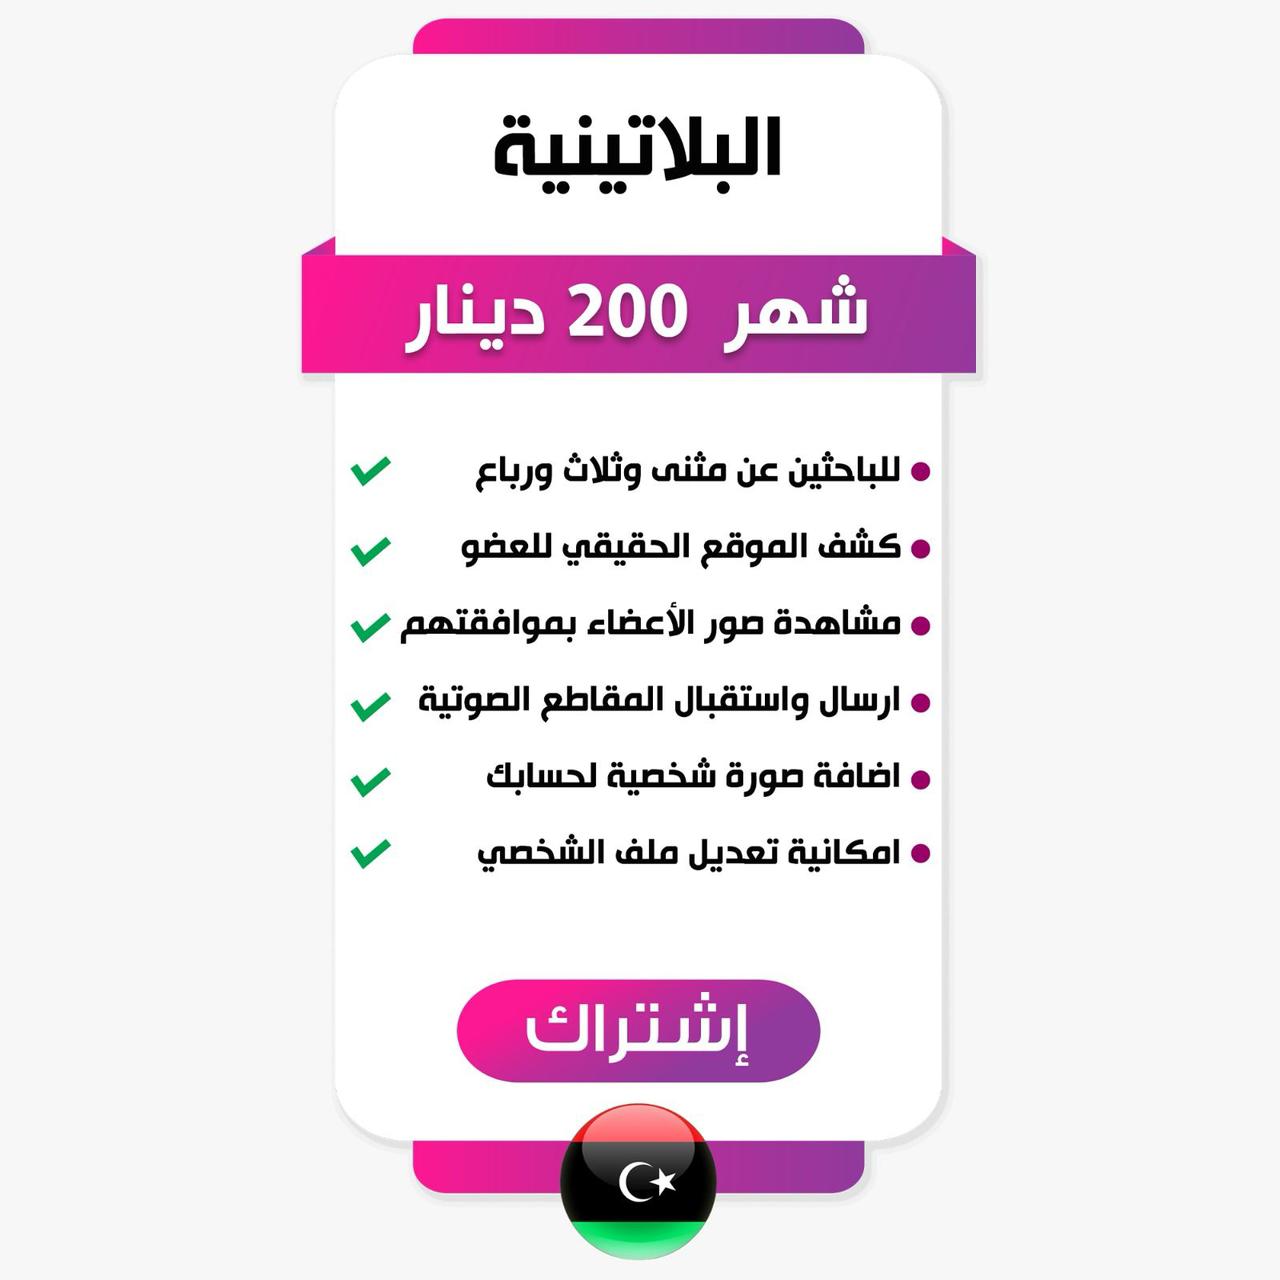 البلاتينية
شهر 200 دينار
للباحثين عن مثنى وثلاث ورباع
كشف الموقع الحقيقي للعضو
مشاهدة صور الأعضاء بموافقتهم
ارسال واستقبال المقاطع الصوتية
اضافة صورة شخصية لحسابك
امكانية تعديل ملف الشخصي
إشتراك